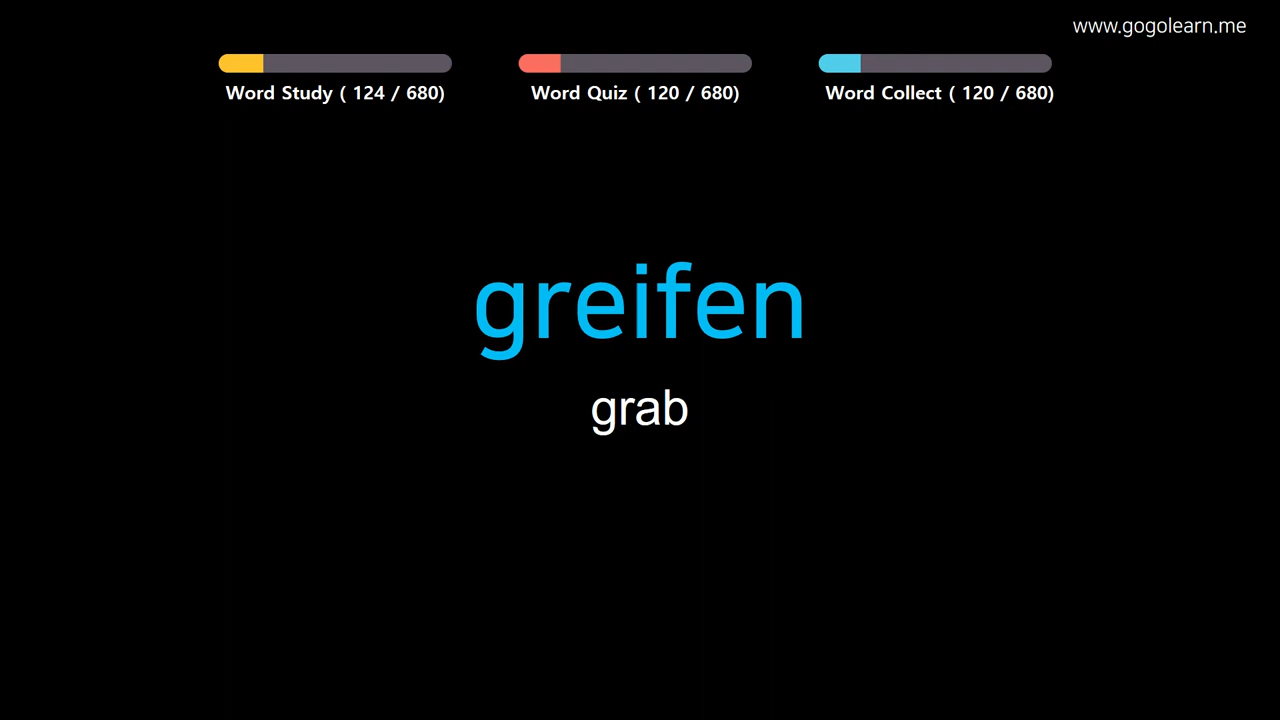 www.gogolearn.me
Word Study ( 124 / 680)
Word Quiz ( 120 / 680)
Word Collect ( 120 / 680)
greifen
grab